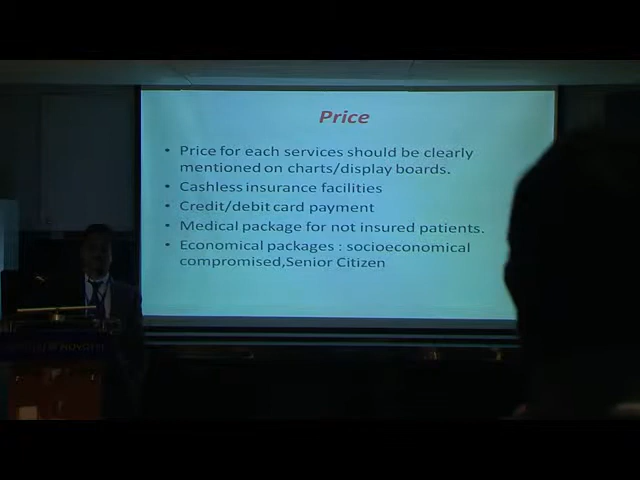 Price
• Price for each services should be clearly
mentioned on charts/display boards.
• Cashless insurance facilities
• Credit/debit card payment
• Medical package for not insured patients.
• Economical packages : socioeconomical
compromised,Senior Citizen